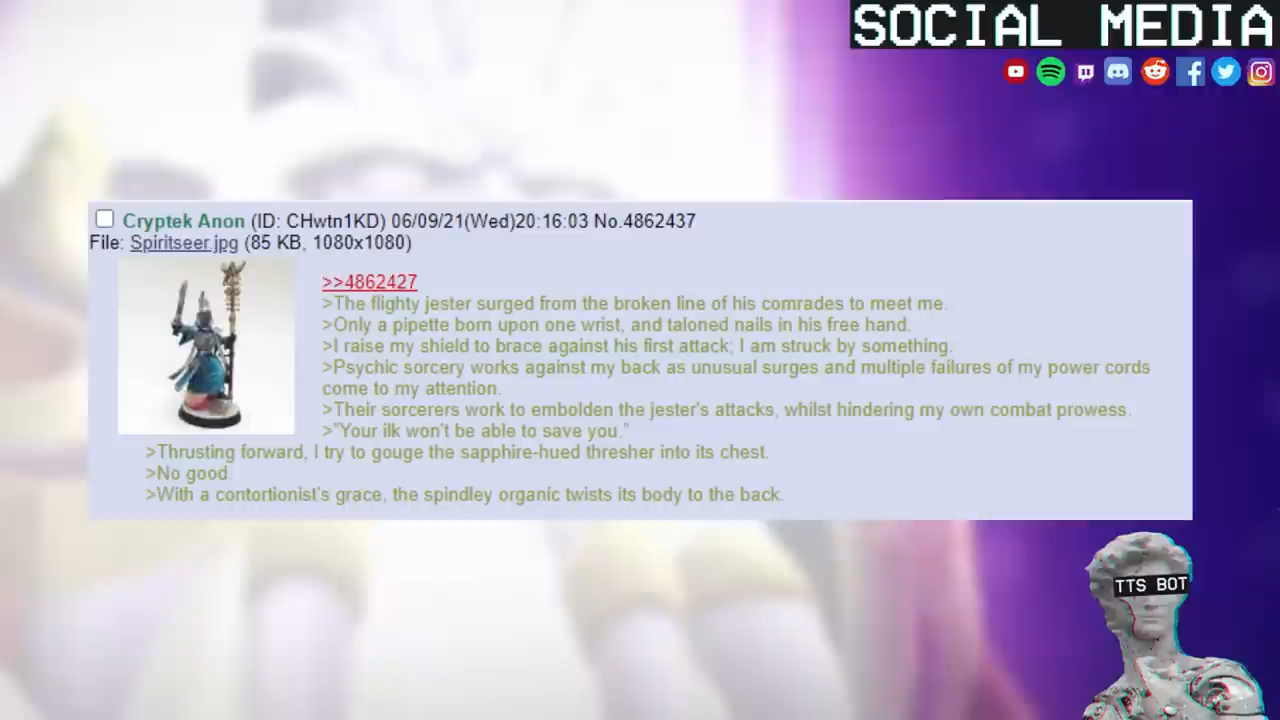 SOCIAL MEDIA
Cryptek Anon (ID: CHwtn1KD) 06/09/21(Wed)20:16:03 No.4862437
File: Spiritseer.jpg (85 KB, 1080x1080)
>>4862427
>The flighty jester surged from the broken line of his comrades to meet me.
>Only a pipette born upon one wrist, and taloned nails in his free hand.
>I raise my shield to brace against his first attack; I am struck by something.
>Psychic sorcery works against my back as unusual surges and multiple failures of my power cords
come to my attention.
>Their sorcerers work to embolden the jester's attacks, whilst hindering my own combat prowess.
>"Your ilk won't be able to save you."
>Thrusting forward, I try to gouge the sapphire-hued thresher into its chest.
>No good.
>With a contortionist's grace, the spindley organic twists its body to the back.
TTS BOT